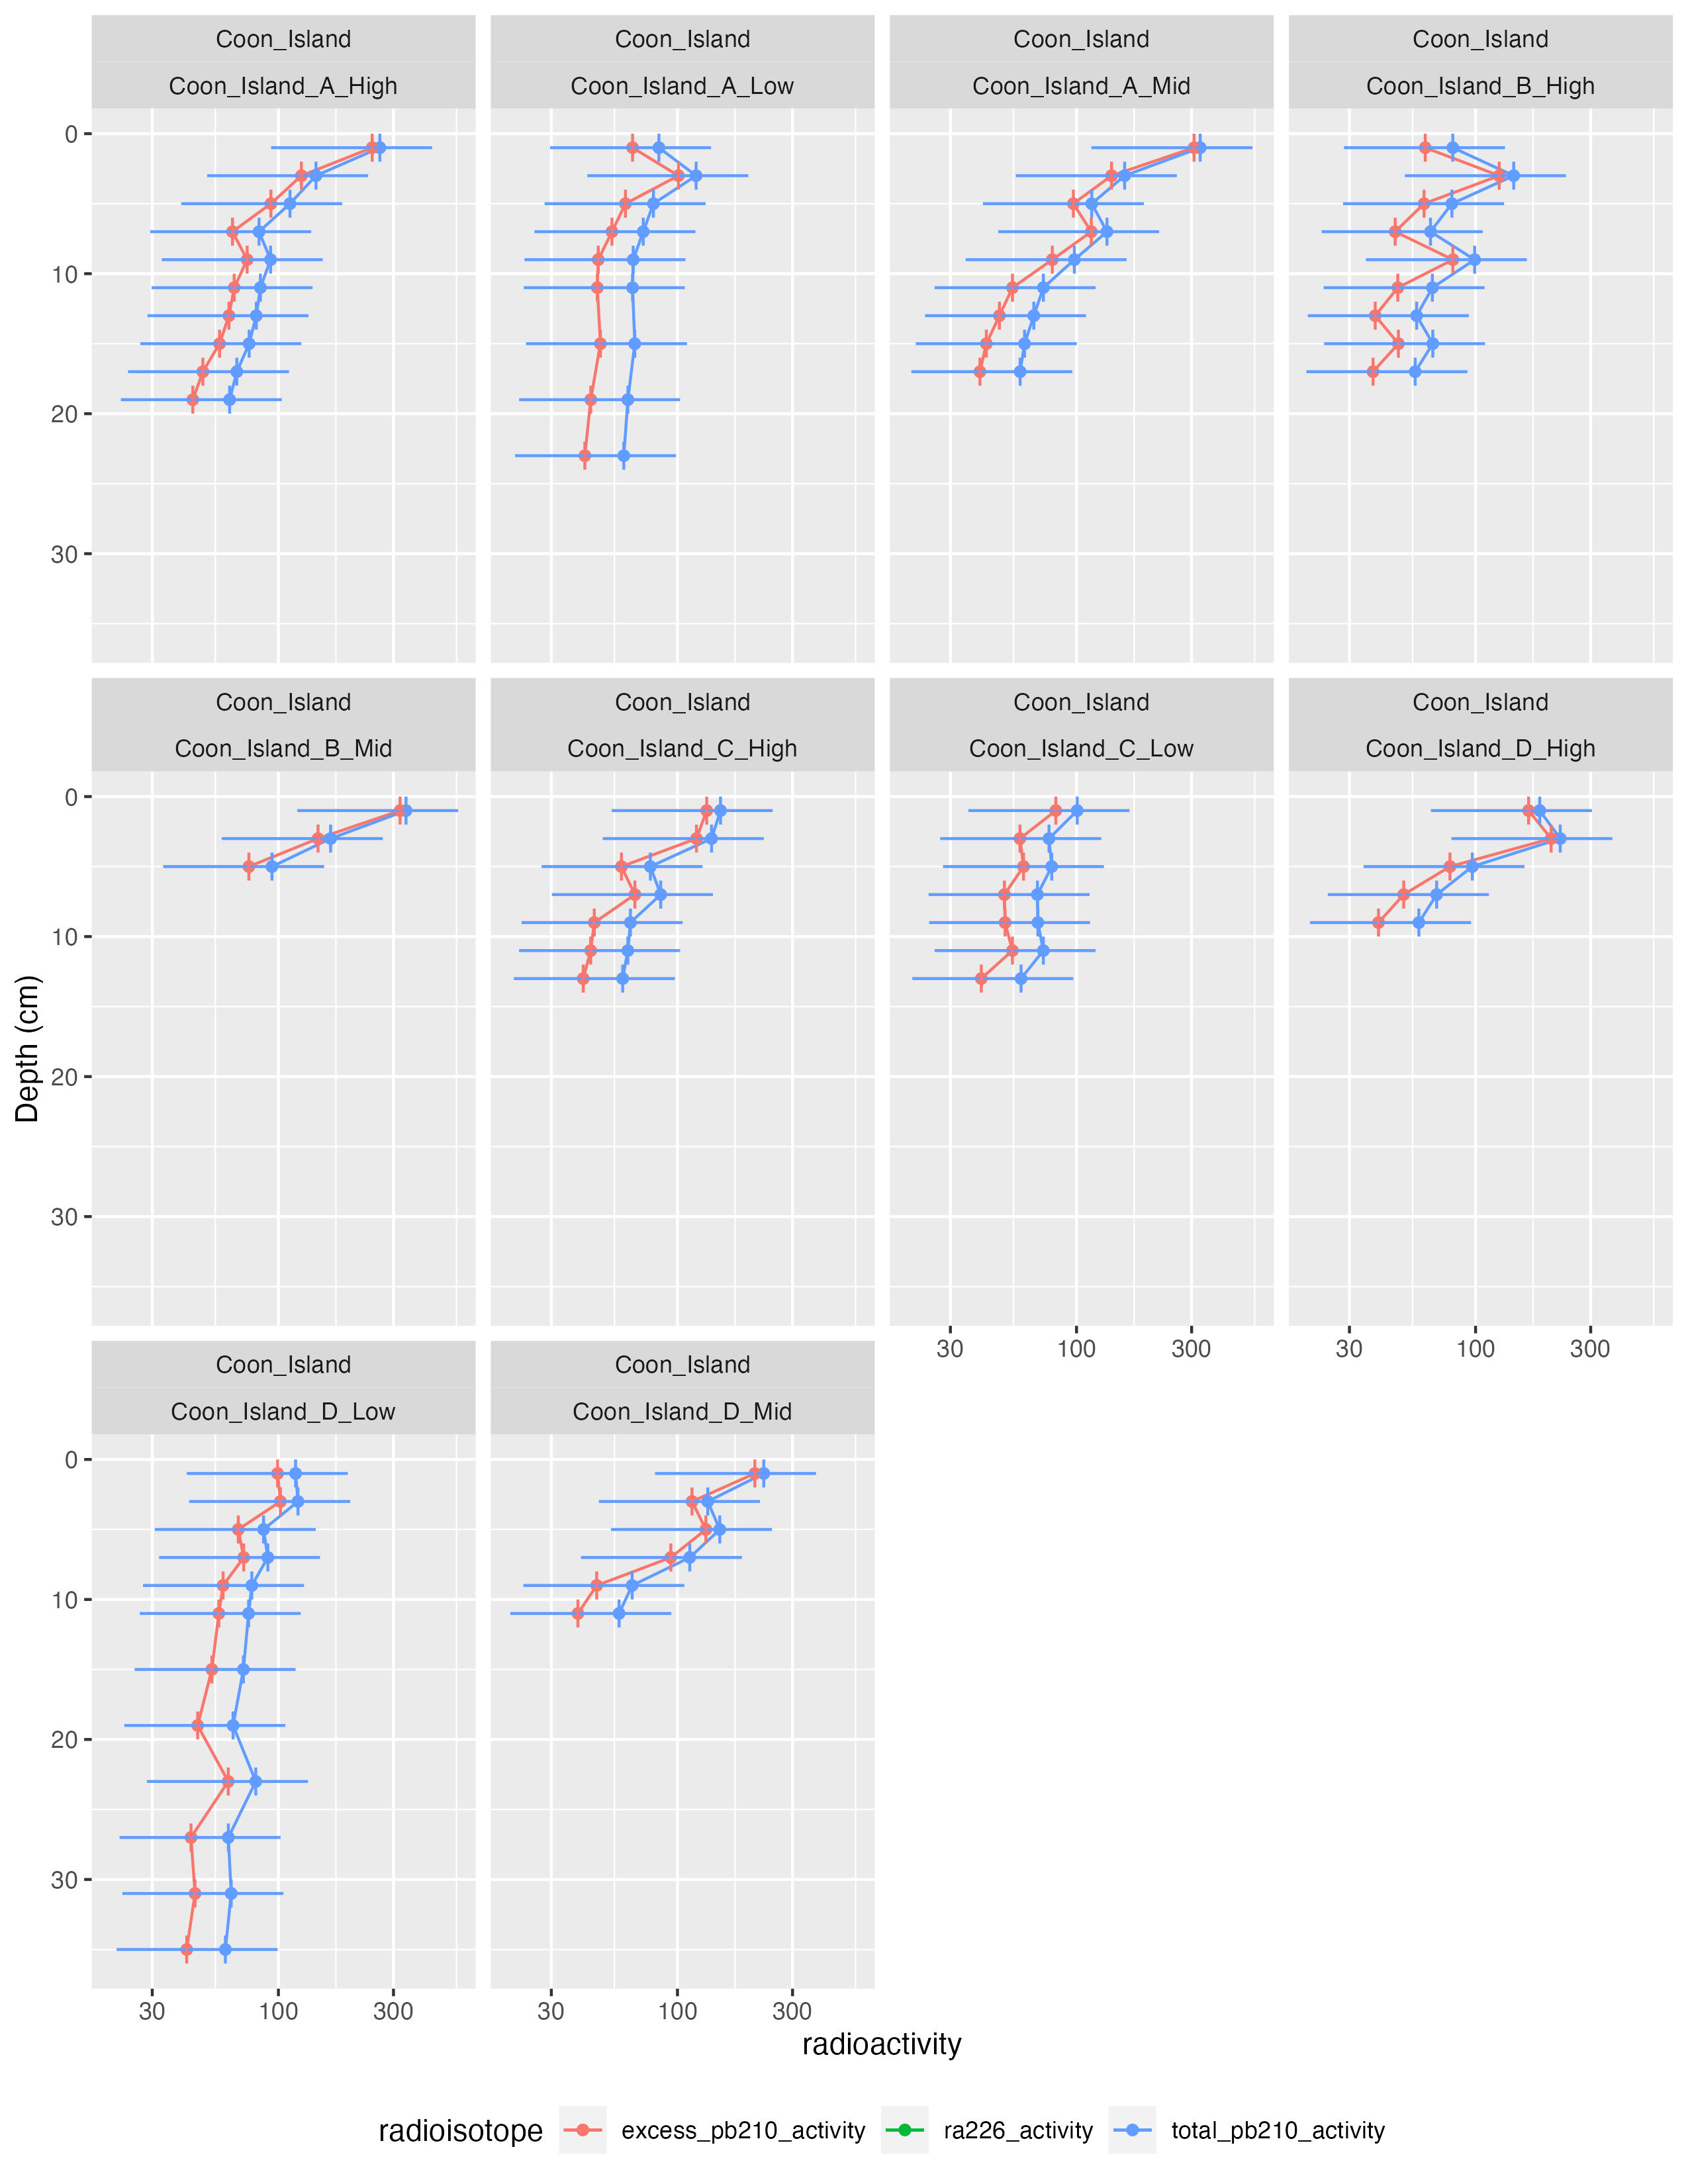 Coon_Island Coon_Island Coon_Island Coon_Island
Coon_Island_A_High Coon_Island_A_Low Coon_Island_A_Mid Coon_Island_B_High
0
10
20
30
Coon_Island Coon_Island Coon_Island Coon_Island
Coon_Island_B_Mid Coon_Island_C_High Coon_Island_C_Low Coon_Island_D_High
0
10
Depth (cm)
20
30
30 100 300 30 100 300
Coon_Island Coon_Island
Coon_Island_D_Low Coon_Island_D_Mid
0
10
20
30
30 100 300 30 100 300
radioactivity
radioisotope excess_pb210_activity ra226_activity total_pb210_activity